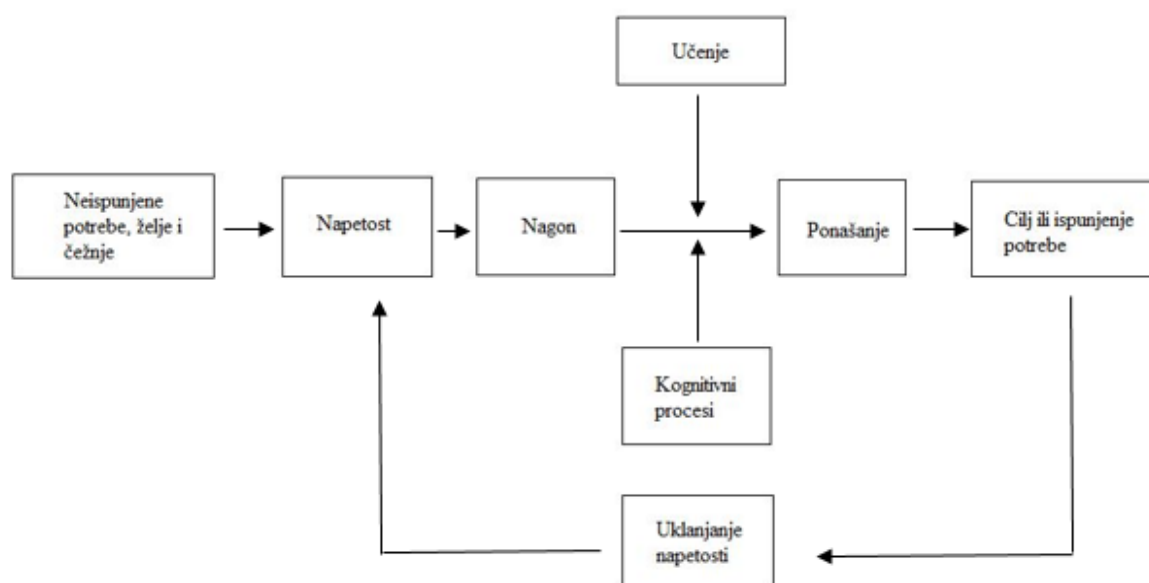 Učenje
Neispunjene
potrebe, želje i
čežnje
Napetost
Nagon
Ponašanje
Cilj ili ispunjenje
potrebe
Kognitivni
procesi
Uklanjanje
napetosti